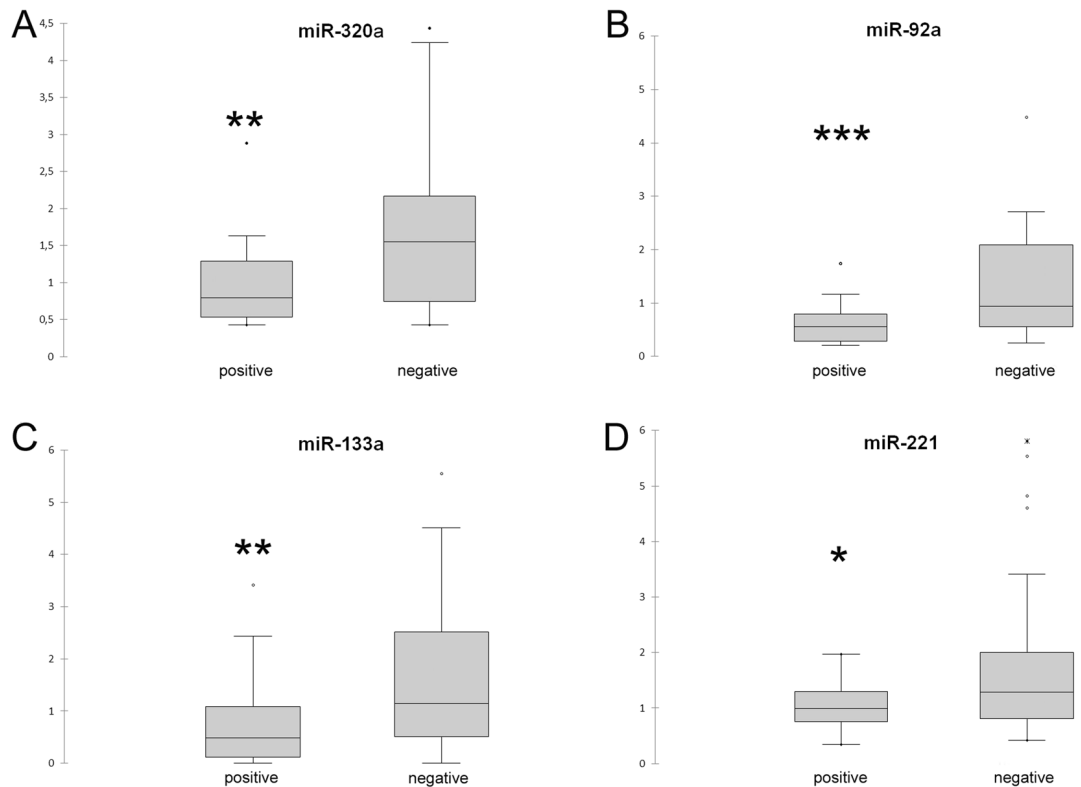 A
miR-320a
4,5
4
3,5
3
2,5
2
1,5
1
0,5
0
**
positive
negative
B
miR-92a
6
5
4
3
2
1
0
***
positive
negative
C
miR-133a
6
5
4
3
2
1
0
**
positive
negative
D
miR-221
6
5
4
3
2
1
0
*
positive
negative